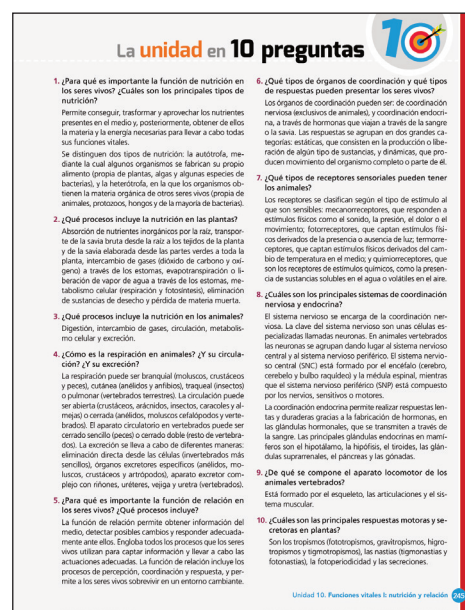 La unidad en 10 preguntas
10
1. ¿Para qué es importante la función de nutrición en
los seres vivos? ¿Cuáles son los principales tipos de
nutrición?
Permite conseguir, trasformar y aprovechar los nutrientes
presentes en el medio y, posteriormente, obtener de ellos
la materia y la energía necesarias para llevar a cabo todas
sus funciones vitales.
Se distinguen dos tipos de nutrición: la autótrofa, me-
diante la cual algunos organismos se fabrican su propio
alimento (propia de plantas, algas y algunas especies de
bacterias), y la heterótrofa, en la que los organismos ob-
tienen la materia orgánica de otros seres vivos (propia de
animales, protozoos, hongos y de la mayoría de bacterias).
2. ¿Qué procesos incluye la nutrición en las plantas?
Absorción de nutrientes inorgánicos por la raíz, transpor-
te de la savia bruta desde la raíz a los tejidos de la planta
y de la savia elaborada desde las partes verdes a toda la
planta, intercambio de gases (dióxido de carbono y oxí-
geno) a través de los estomas, evapotranspiración o li-
beración de vapor de agua a través de los estomas, me-
tabolismo celular (respiración y fotosíntesis), eliminación
de sustancias de desecho y pérdida de materia muerta.
3. ¿Qué procesos incluye la nutrición en los animales?
Digestión, intercambio de gases, circulación, metabolis-
mo celular y excreción.
4. ¿Cómo es la respiración en animales? ¿Y su circula-
ción? ¿Y su excreción?
La respiración puede ser branquial (moluscos, crustáceos
y peces), cutánea (anélidos y anfibios), traqueal (insectos)
o pulmonar (vertebrados terrestres). La circulación puede
ser abierta (crustáceos, arácnidos, insectos, caracoles y al-
mejas) o cerrada (anélidos, moluscos cefalópodos y verte-
brados). El aparato circulatorio en vertebrados puede ser
cerrado sencillo (peces) o cerrado doble (resto de vertebra-
dos). La excreción se lleva a cabo de diferentes maneras:
eliminación directa desde las células (invertebrados más
sencillos), órganos excretores específicos (anélidos, mo-
luscos, crustáceos y artrópodos), aparato excretor com-
plejo con riñones, uréteres, vejiga y uretra (vertebrados).
5. ¿Para qué es importante la función de relación en
los seres vivos? ¿Qué procesos incluye?
La función de relación permite obtener información del
medio, detectar posibles cambios y responder adecuada-
mente ante ellos. Engloba todos los procesos que los seres
vivos utilizan para captar información y llevar a cabo las
actuaciones adecuadas. La función de relación incluye los
procesos de percepción, coordinación y respuesta, y per-
mite a los seres vivos sobrevivir en un entorno cambiante.
6. ¿Qué tipos de órganos de coordinación y qué tipos
de respuestas pueden presentar los seres vivos?
Los órganos de coordinación pueden ser: de coordinación
nerviosa (exclusivos de animales), y coordinación endocri-
na, a través de hormonas que viajan a través de la sangre
o la savia. Las respuestas se agrupan en dos grandes ca-
tegorías: estáticas, que consisten en la producción o libe-
ración de algún tipo de sustancias, y dinámicas, que pro-
ducen movimiento del organismo completo o parte de él.
7. ¿Qué tipos de receptores sensoriales pueden tener
los animales?
Los receptores se clasifican según el tipo de estímulo al
que son sensibles: mecanorreceptores, que responden a
estímulos físicos como el sonido, la presión, el dolor o el
movimiento; fotorreceptores, que captan estímulos físi-
cos derivados de la presencia o ausencia de luz; termorre-
ceptores, que captan estímulos físicos derivados del cam-
bio de temperatura en el medio; y quimiorreceptores, que
son los receptores de estímulos químicos, como la presen-
cia de sustancias solubles en el agua o volátiles en el aire.
8. ¿Cuáles son los principales sistemas de coordinación
nerviosa y endocrina?
El sistema nervioso se encarga de la coordinación ner-
viosa. La clave del sistema nervioso son unas células es-
pecializadas llamadas neuronas. En animales vertebrados
las neuronas se agrupan dando lugar al sistema nervioso
central y al sistema nervioso periférico. El sistema nervio-
so central (SNC) está formado por el encéfalo (cerebro,
cerebelo y bulbo raquídeo) y la médula espinal, mientras
que el sistema nervioso periférico (SNP) está compuesto
por los nervios, sensitivos o motores.
La coordinación endocrina permite realizar respuestas len-
tas y duraderas gracias a la fabricación de hormonas, en
las glándulas hormonales, que se transmiten a través de
la sangre. Las principales glándulas endocrinas en mamí-
feros son el hipotálamo, la hipófisis, el tiroides, las glán-
dulas suprarrenales, el páncreas y las gónadas.
9. ¿De qué se compone el aparato locomotor de los
animales vertebrados?
Está formado por el esqueleto, las articulaciones y el sis-
tema muscular.
10. ¿Cuáles son las principales respuestas motoras y se-
cretoras en plantas?
Son los tropismos (fototropismos, gravitropismos, higro-
tropismos y tigmotropismos), las nastias (tigmonastias y
fotonastias), la fotoperiodicidad y las secreciones.
Unidad 10. Funciones vitales I: nutrición y relación 245